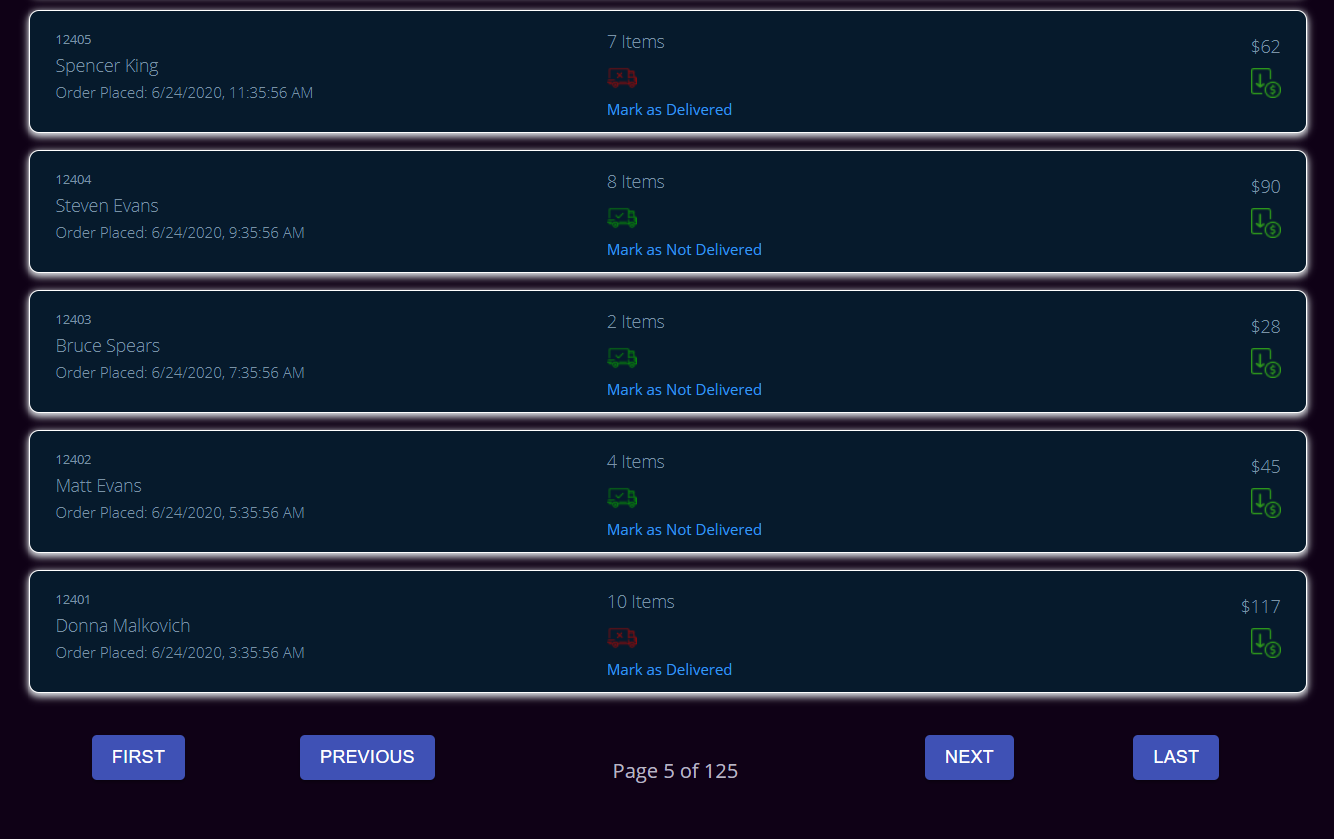 12405
Spencer King
Order Placed: 6/24/2020, 11:35:56 AM
7 Items
Mark as Delivered
$62
12404
Steven Evans
Order Placed: 6/24/2020, 9:35:56 AM
8 Items
Mark as Not Delivered
$90
12403
Bruce Spears
Order Placed: 6/24/2020, 7:35:56 AM
2 Items
Mark as Not Delivered
$28
12402
Matt Evans
Order Placed: 6/24/2020, 5:35:56 AM
4 Items
Mark as Not Delivered
$45
12401
Donna Malkovich
Order Placed: 6/24/2020, 3:35:56 AM
10 Items
Mark as Delivered
$117
FIRST
PREVIOUS
Page 5 of 125
NEXT
LAST